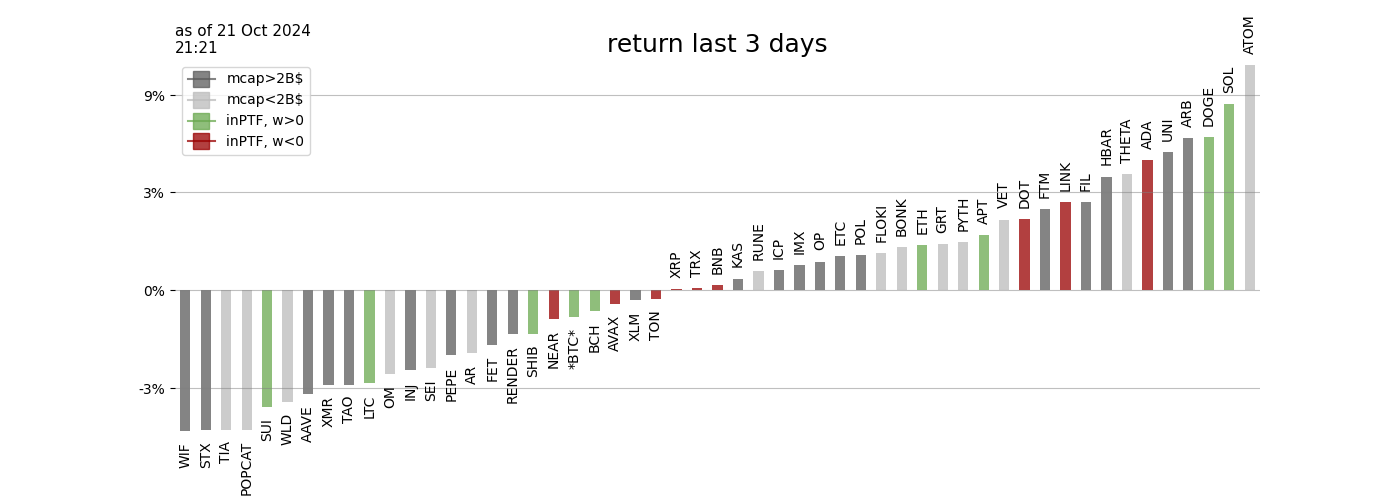 as of 21 Oct 2024
21:21
return last 3 days
mcap>2B$
mcap<2B$
inPTF, w>0
inPTF, w<0
9%
3%
0%
-3%
WIF
STX
TIA
POPCAT
SUI
WLD
AAVE
XMR
TAO
LTC
OM
INJ
SEI
PEPE
AR
FET
RENDER
SHIB
NEAR
*BTC*
BCH
AVAX
XLM
TON
XRP
TRX
BNB
KAS
RUNE
ICP
IMX
OP
ETC
POL
FLOKI
BONK
ETH
GRT
PYTH
APT
VET
DOT
FTM
LINK
FIL
HBAR
THETA
ADA
UNI
ARB
DOGE
SOL
ATOM